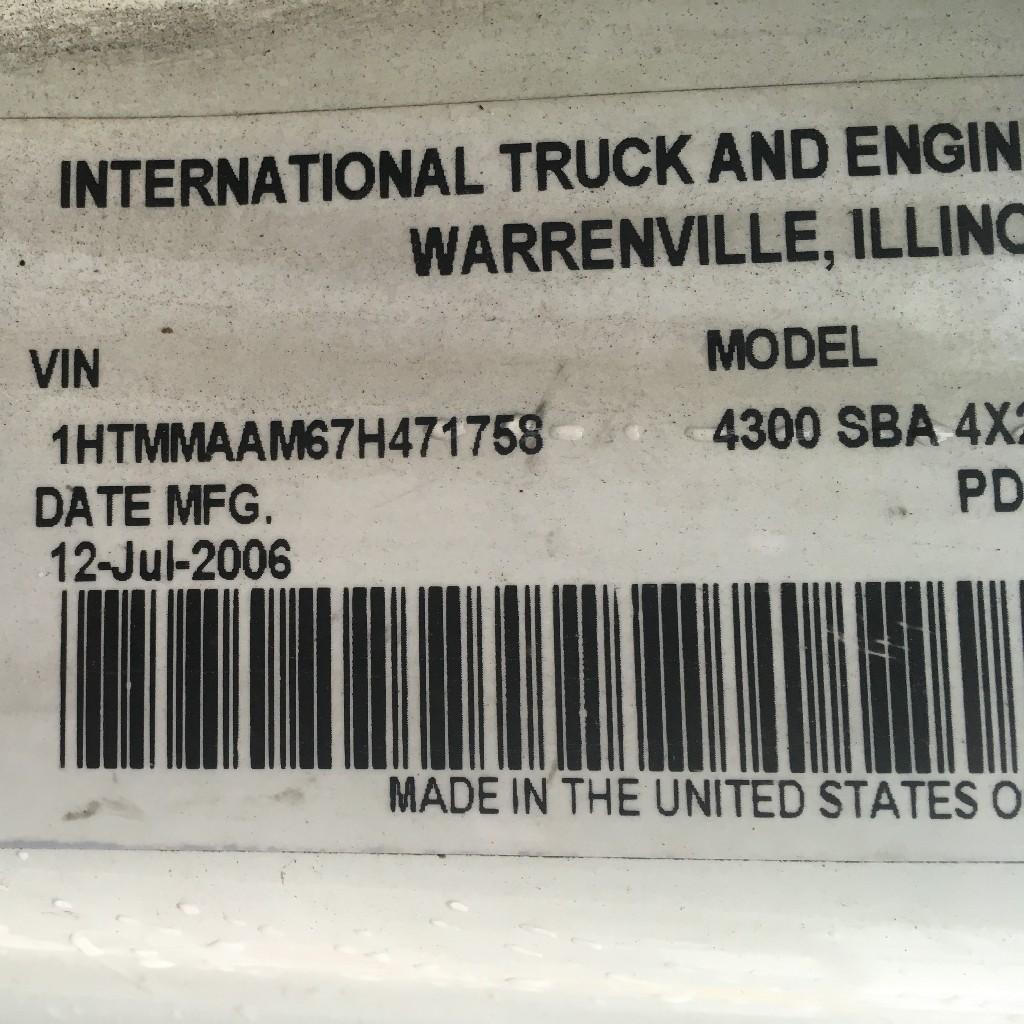 INTERNATIONAL TRUCK AND ENGIN
WARRENVILLE, ILLINO
VIN
MODEL
1HTMMAAM67H471758
4300 SBA 4X2
DATE MFG.
PD
12-Jul-2006
MADE IN THE UNITED STATES O